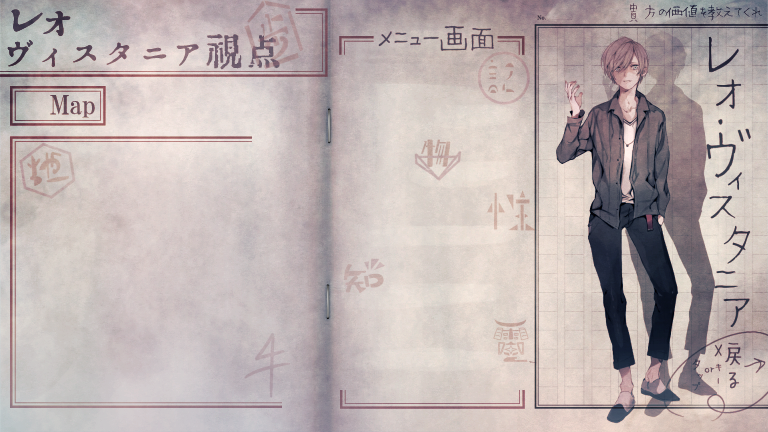 レオ
ヴィスタニア視点
Map
地
メニュー画面
記
物
性
知
霊
No
貴方の価値を教えてくれ
レオ・ヴィスタニア
戻る
Xキー
or